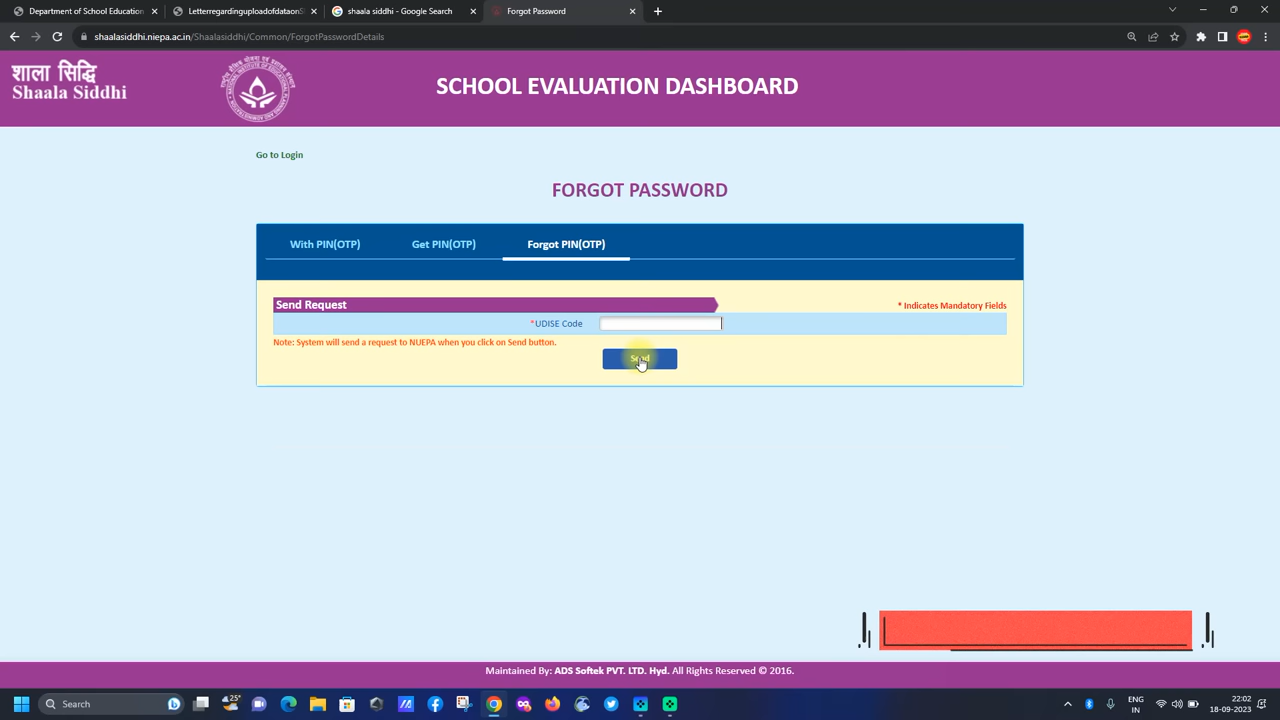 Department of School Education
Letterregardingupgradofdatao​nS
shaala siddhi - Google Search
Forgot Password
shaalasiddhi.niepa.ac.in/Shaalasiddhi/Common/ForgotPasswordDetails
शाला सिद्धि
Shaala Siddhi
SCHOOL EVALUATION DASHBOARD
Go to Login
FORGOT PASSWORD
With PIN(OTP) Get PIN(OTP) Forgot PIN(OTP)
Send Request
* Indicates Mandatory Fields
*UDISE Code
Note: System will send a request to NUEPA when you click on Send button.
Send
Maintained By: ADS Softek PVT. LTD. Hyd. All Rights Reserved © 2016.
25°
Search
ENG
IN
22:02
18-09-2023